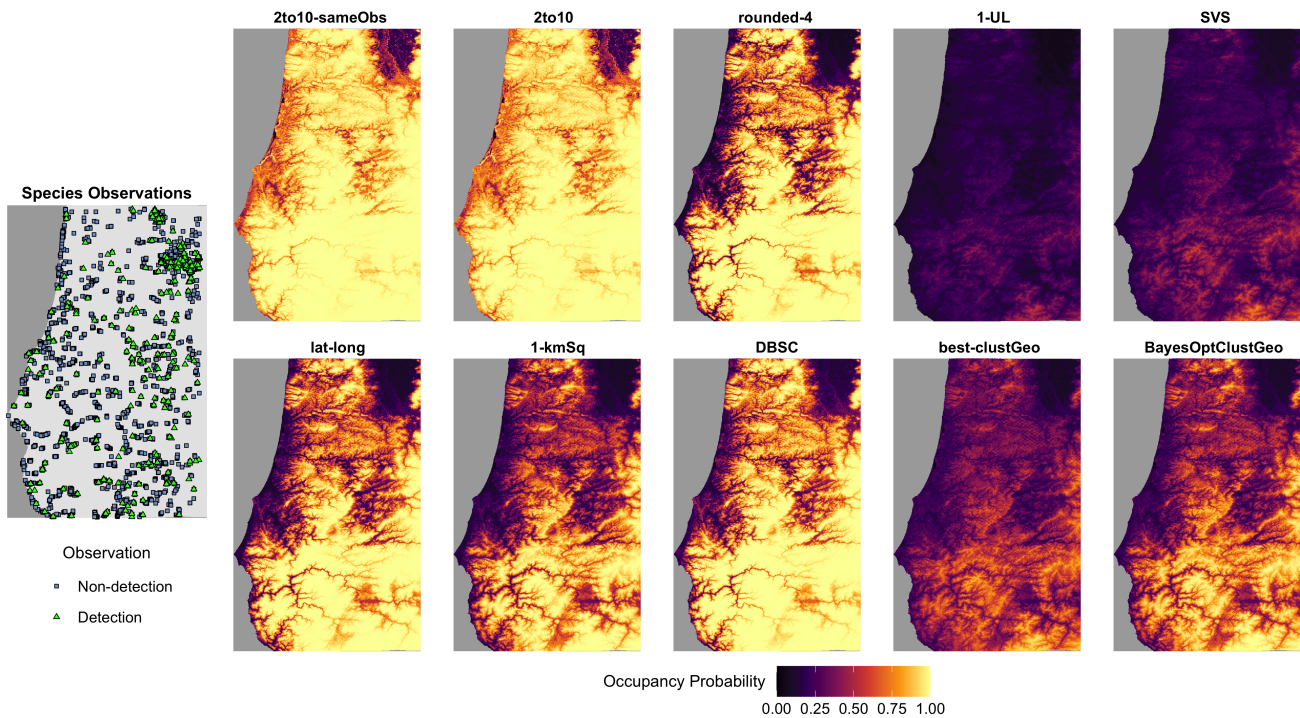 2to10-sameObs
2to10
rounded-4
1-UL
SVS
Species Observations
Observation
Non-detection
Detection
lat-long
1-kmSq
DBSC
best-clustGeo
BayesOptClustGeo
Occupancy Probability
0.00 0.25 0.50 0.75 1.00